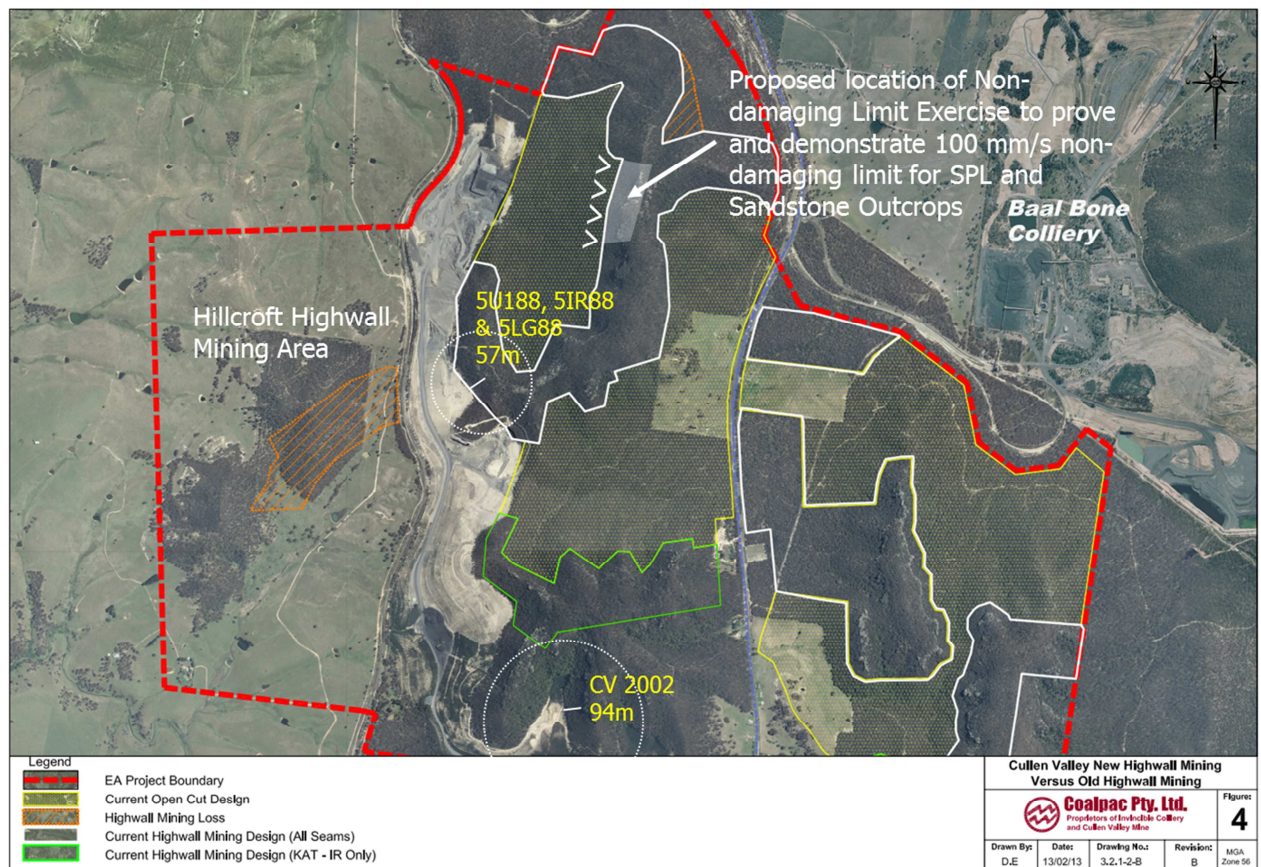 Proposed location of Non-
damaging Limit Exercise to prove
and demonstrate 100 mm/s non-
damaging limit for SPL and
Sandstone Outcrops
Baal Bone
Colliery
Hillcroft Highwall
Mining Area
5U188, 5IR88
& 5LG88
57m
CV 2002
94m
N
Legend
EA Project Boundary
Current Open Cut Design
Highwall Mining Loss
Current Highwall Mining Design (All Seams)
Current Highwall Mining Design (KAT - IR Only)
Cullen Valley New Highwall Mining
Versus Old Highwall Mining
Coalpac Pty. Ltd.
Proprietors of Invincible Colliery
and Cullen Valley Mine
Figure:
4
Drawn By: Date: Drawing No.: Revision: MGA
D.E 13/02/13 3.2.1-2-B B Zone 56